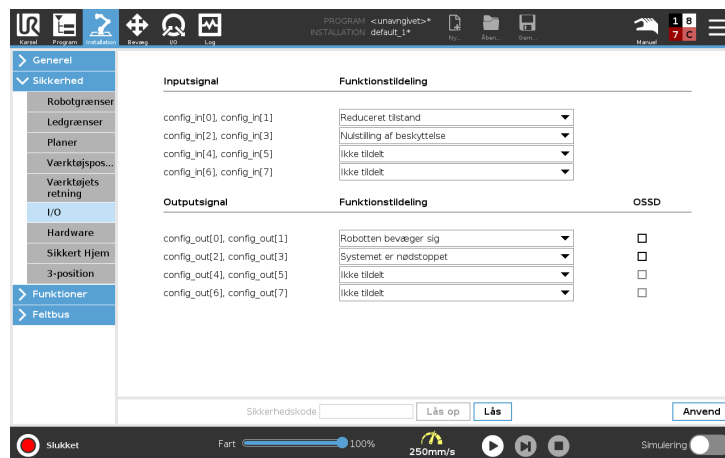 PROGRAM <unavngivet>*
INSTALLATION default_1*
Kørsel Program Installation Bevæg I/O Log Ny... Åben... Gem... Manuel
1 8
7 C
Generel
Sikkerhed
Robotgrænser
Ledgrænser
Planer
Værktøjspos...
Værktøjets
retning
I/O
Hardware
Sikkert Hjem
3-position
Funktioner
Feltbus
Inputsignal Funktionstildeling
config_in[0], config_in[1] Reduceret tilstand
config_in[2], config_in[3] Nulstilling af beskyttelse
config_in[4], config_in[5] Ikke tildelt
config_in[6], config_in[7] Ikke tildelt
Outputsignal Funktionstildeling OSSD
config_out[0], config_out[1] Robotten bevæger sig
config_out[2], config_out[3] Systemet er nødstoppet
config_out[4], config_out[5] Ikke tildelt
config_out[6], config_out[7] Ikke tildelt
Sikkerhedskode Lås op Lås Anvend
Slukket Fart 100% 250mm/s Simulering